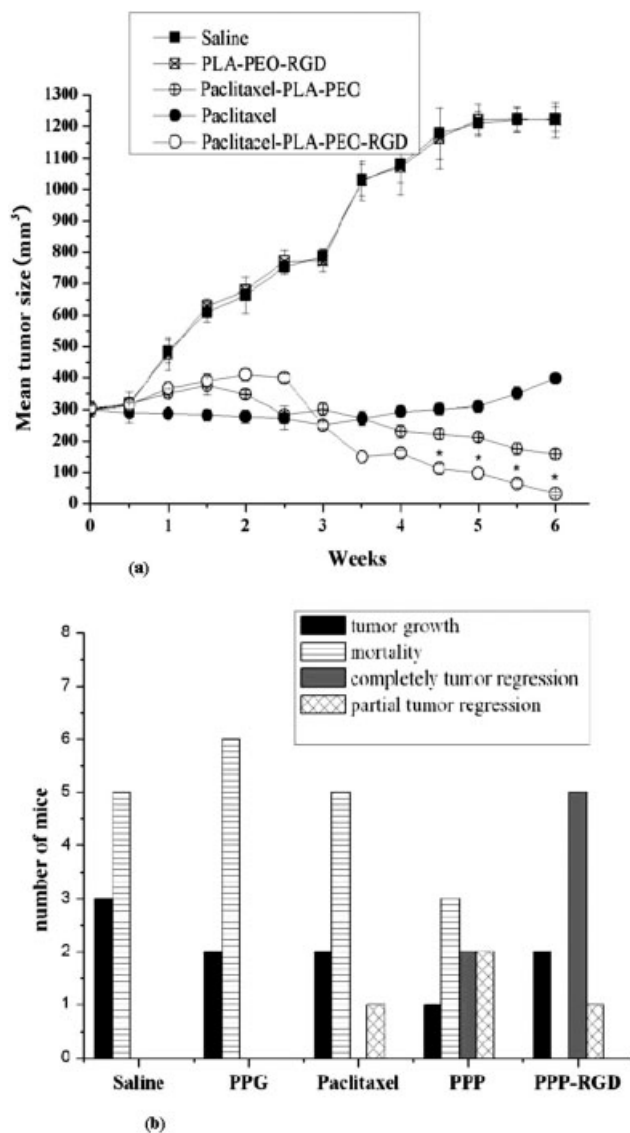 Saline
PLA-PEO-RGD
Paclitaxel-PLA-PEO
Paclitaxel
Paclitaxel-PLA-PEO-RGD
1300
1200
1100
1000
900
800
700
600
500
400
300
200
100
0
Mean tumor size (mm³)
* * * *
0 1 2 3 4 5 6
Weeks
(a)
tumor growth
mortality
completely tumor regression
partial tumor regression
8
7
6
5
4
3
2
1
0
number of mice
Saline PPG Paclitaxel PPP PPP-RGD
(b)